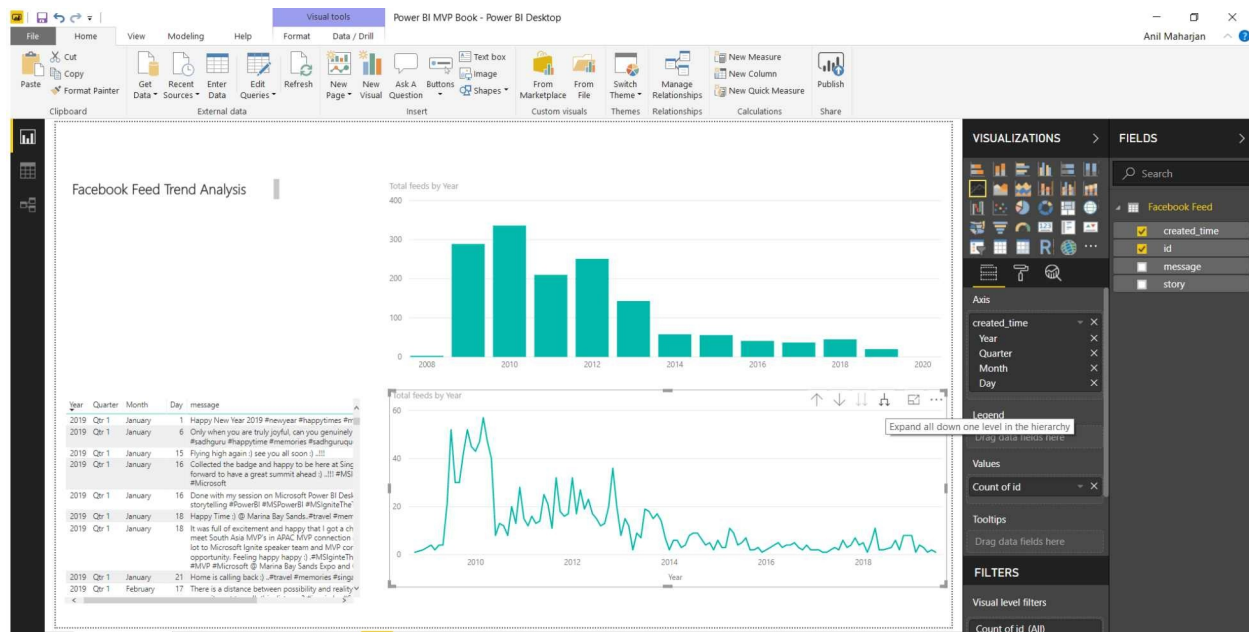 Visual tools
Power BI MVP Book - Power BI Desktop
File Home View Modeling Help Format Data / Drill
Anil Maharjan
Paste
Cut
Copy
Format Painter
Clipboard
Get Data
Recent Sources
Enter Data
Edit Queries
External data
Refresh
New Page
New Visual
Ask A Question
Buttons
Text box
Image
Shapes
Insert
From Marketplace
From File
Custom visuals
Switch Theme
Themes
Manage Relationships
Relationships
New Measure
New Column
New Quick Measure
Calculations
Publish
Share
Facebook Feed Trend Analysis
Total feeds by Year
400
300
200
100
0
2008 2010 2012 2014 2016 2018 2020
Year Quarter Month Day message
2019 Qtr 1 January 1 Happy New Year 2019 #newyear #happytimes
2019 Qtr 1 January 6 Only when you are truly joyful, can you genuinely
#sadhguru #happytime #memories
2019 Qtr 1 January 15 Flying high again :) see you all soon :) ..!!!
2019 Qtr 1 January 16 Collected the badge and happy to be here at
forward to have a great summit ahead :) ..!!!
#Microsoft
2019 Qtr 1 January 16 Done with my session on Microsoft Power BI
storytelling #PowerBI #MSPowerBI
2019 Qtr 1 January 18 Happy Time :) @ Marina Bay Sands..#travel
2019 Qtr 1 January 18 It was full of excitement and happy that I got a
meet South Asia MVP's in APAC MVP connection
lot to Microsoft Ignite speaker team and MVP
opportunity. Feeling happy happy :)
#MVP #Microsoft @ Marina Bay Sands Expo and
2019 Qtr 1 January 21 Home is calling back :) ..#travel #memories
2019 Qtr 1 February 17 There is a distance between possibility and reality
Total feeds by Year
60
40
20
0
2010 2012 2014 2016 2018
Year
Expand all down one level in the hierarchy
VISUALIZATIONS
Axis
created_time
Year
Quarter
Month
Day
Legend
Drag data fields here
Values
Count of id
Tooltips
Drag data fields here
FILTERS
Visual level filters
Count of id (All)
FIELDS
Search
Facebook Feed
created_time
id
message
story